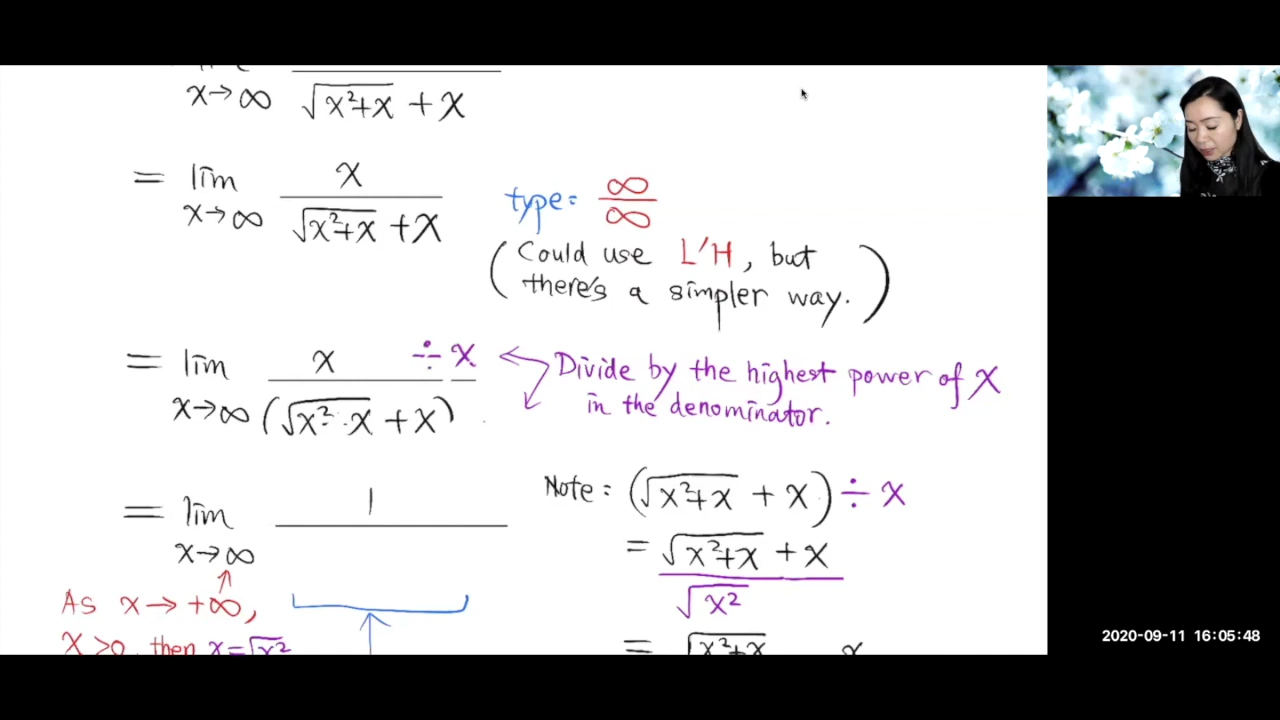 x→∞ √(x²+x) + x
= lim x→∞ x / (√(x²+x) + x)
type: ∞/∞
(Could use L'H, but
there's a simpler way.)
= lim x→∞ x ÷ x / (√(x² x) + x)
Divide by the highest power of x
in the denominator.
= lim x→∞ 1
As x → +∞,
x > 0, then x = √x²
Note: (√(x²+x) + x) ÷ x
= (√(x²+x) + x) / √x²
= √(x²+x) x
2020-09-11 16:05:48